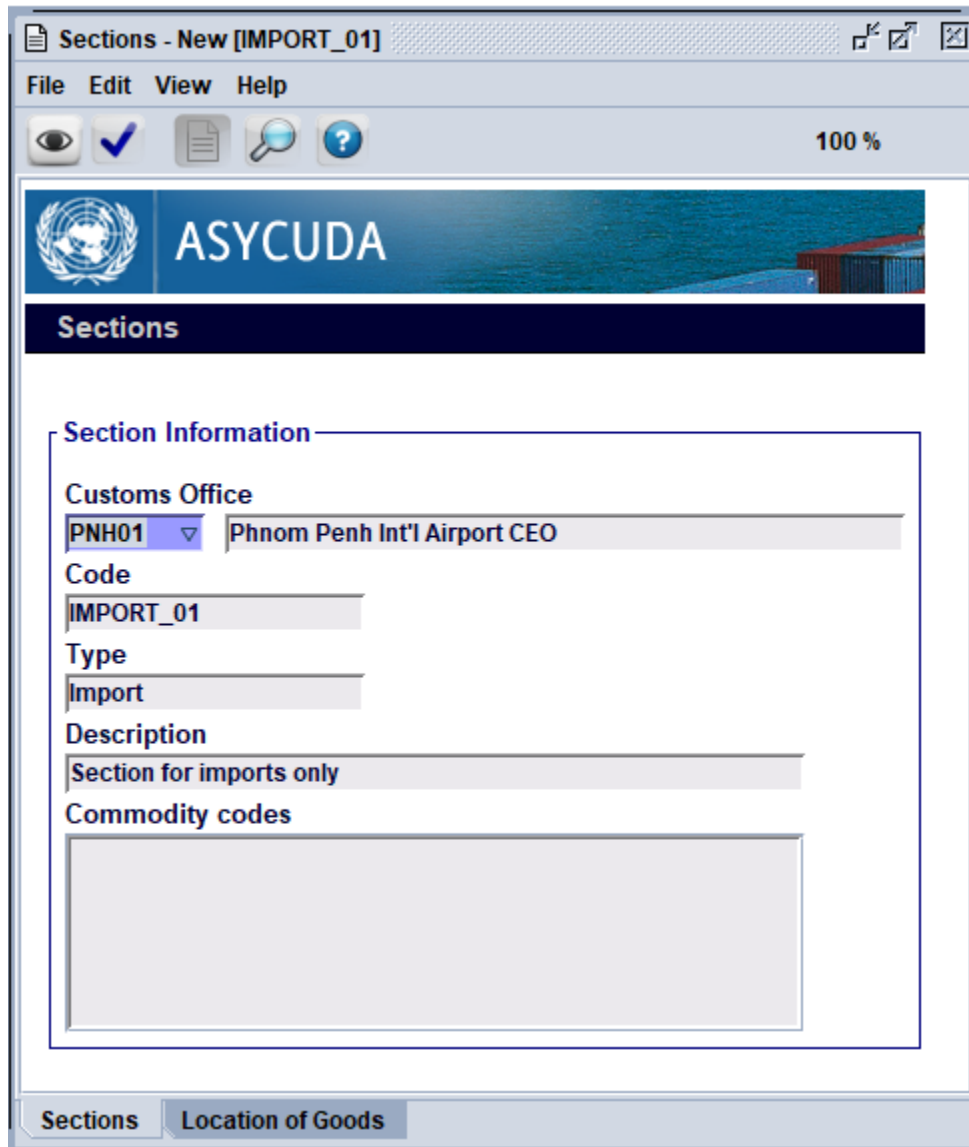 Sections - New [IMPORT_01]
File Edit View Help
100 %
ASYCUDA
Sections
Section Information
Customs Office
PNH01 Phnom Penh Int'l Airport CEO
Code
IMPORT_01
Type
Import
Description
Section for imports only
Commodity codes
Sections Location of Goods